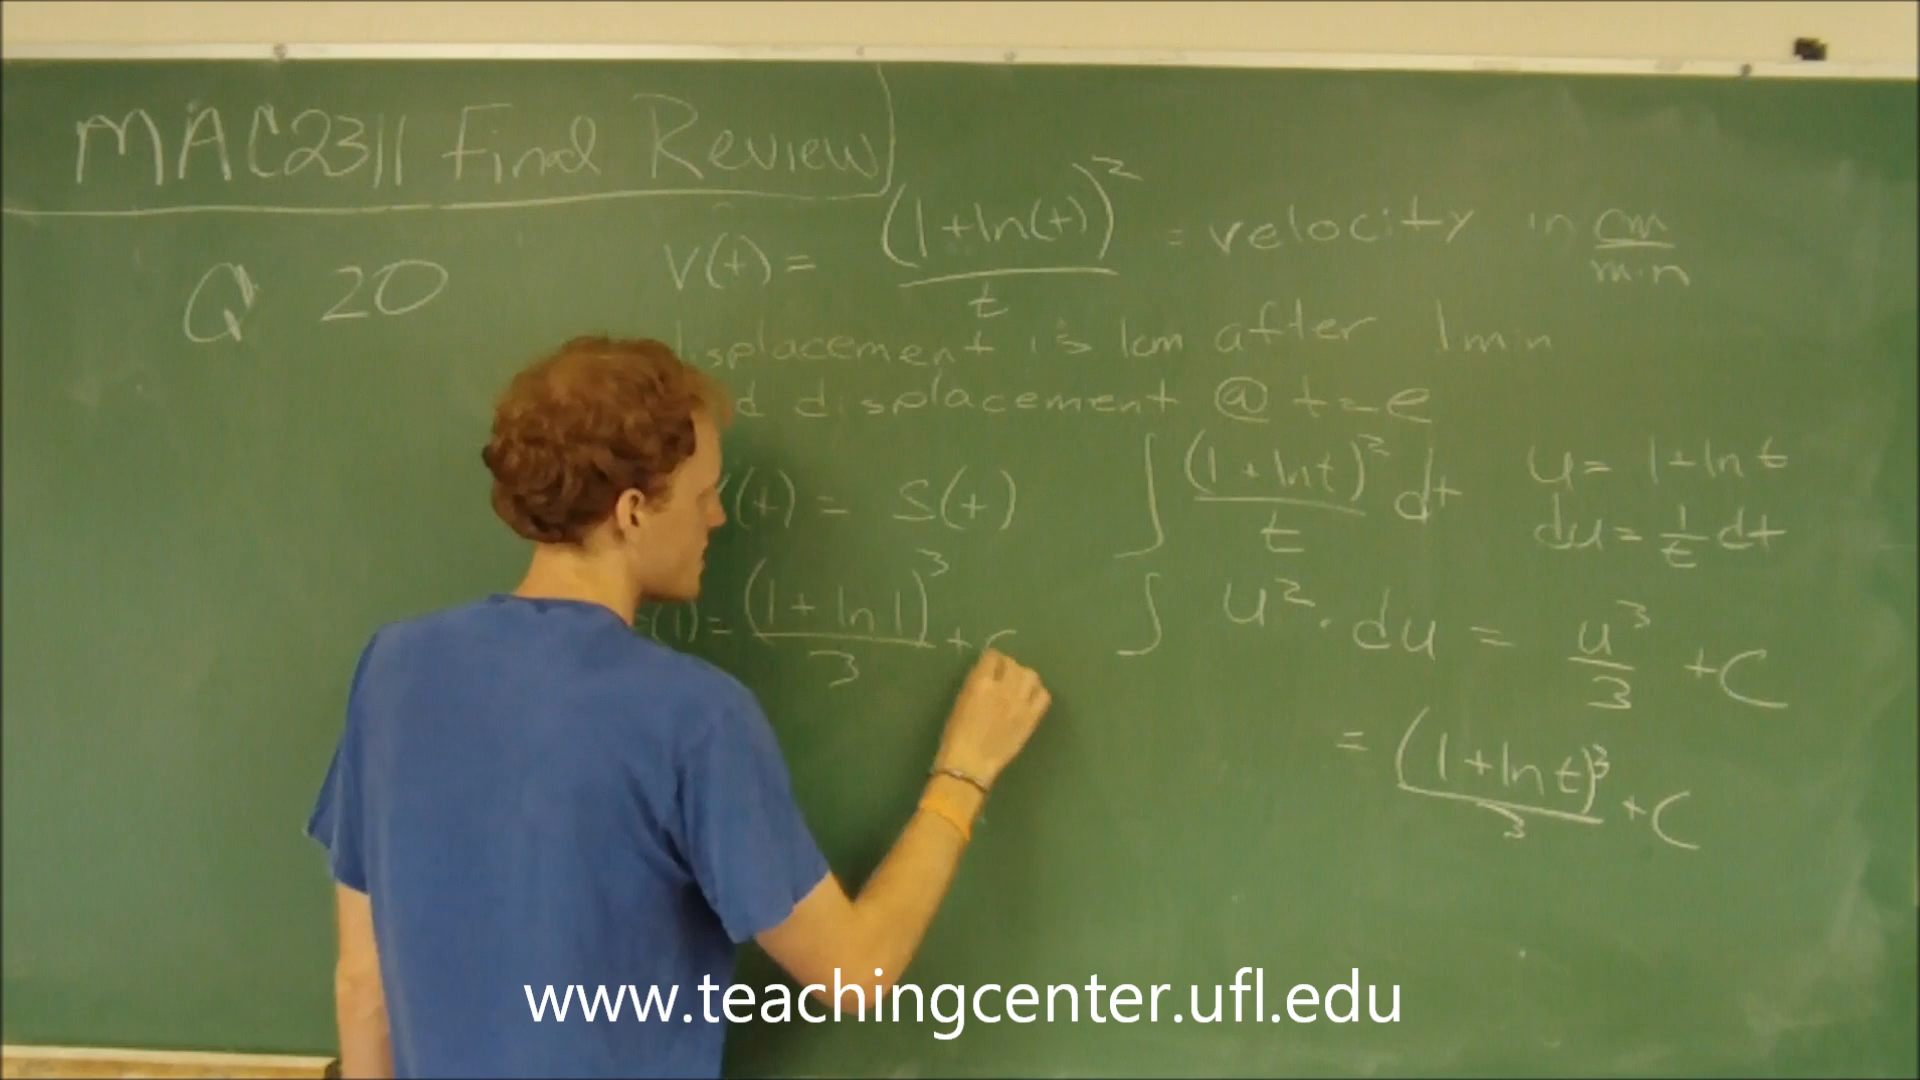 MAC2311 Final Review
Q 20
V(t) = (1+ln(t))² / t = velocity in cm/min
displacement is 1cm after 1min
displacement @ t=e
(t) = S(t)
(1) = (1+ln1)³ / 3 + C
∫ (1+lnt)² / t dt
u = 1+lnt
du = 1/t dt
∫ u² · du = u³/3 + C
= (1+lnt)³ / 3 + C
www.teachingcenter.ufl.edu